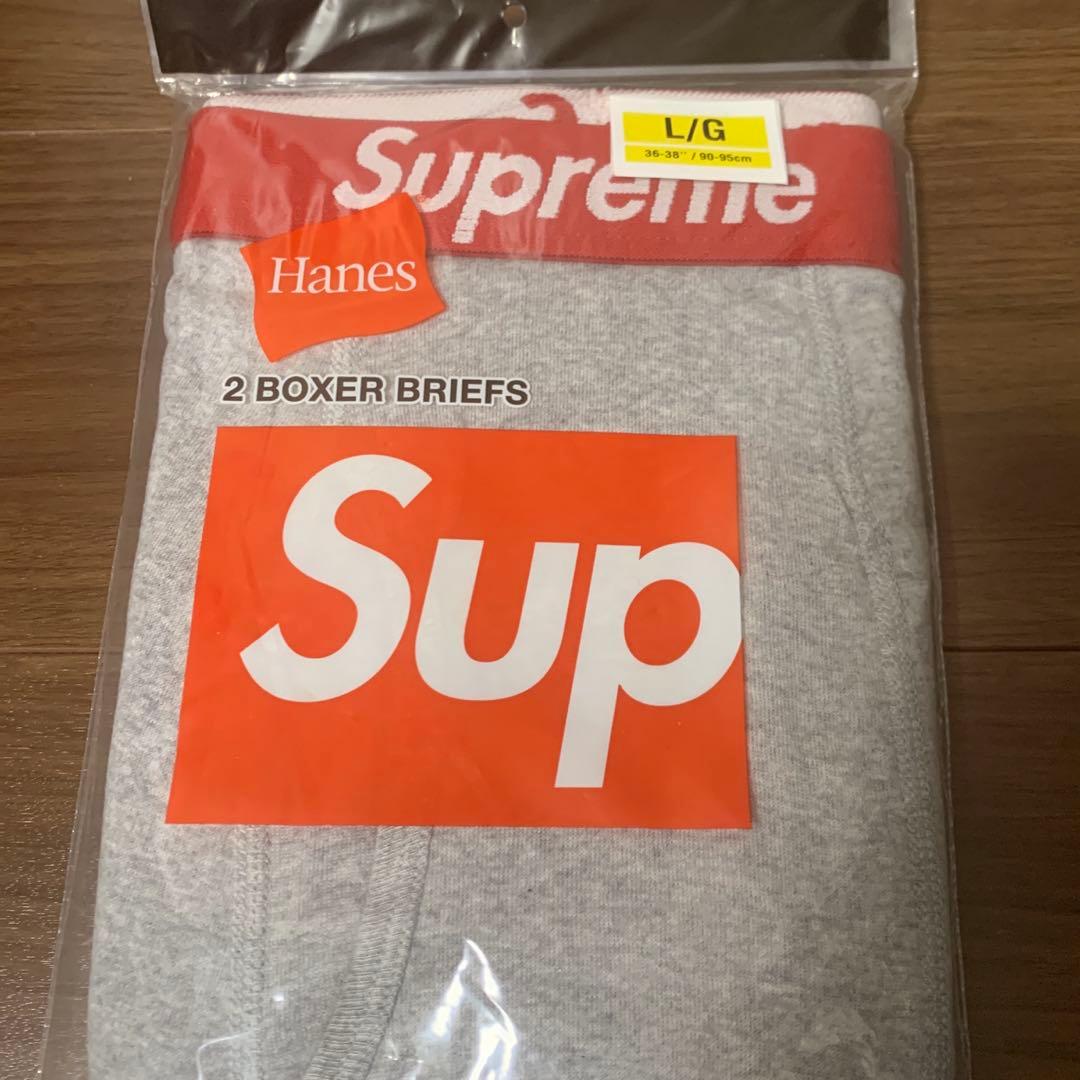 L/G
36-38" / 90-95cm
Supreme
Hanes
2 BOXER BRIEFS
Sup